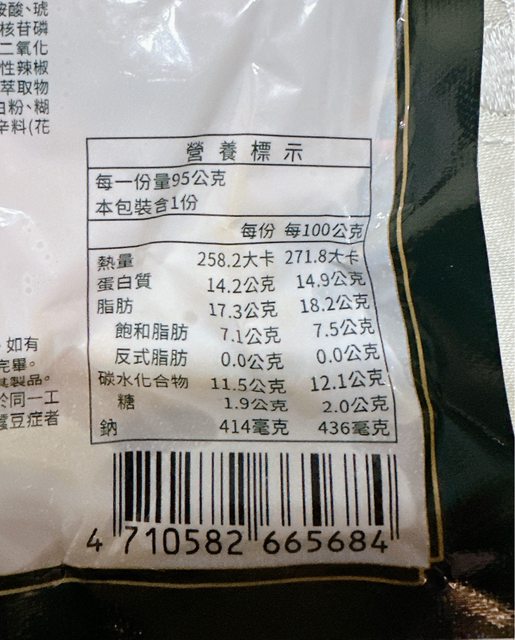 胺酸、琥
核苷磷
二氧化
性辣椒
萃取物
白粉、糊
辛料(花
營養標示
每一份量95公克
本包裝含1份
每份 每100公克
熱量 258.2大卡 271.8大卡
蛋白質 14.2公克 14.9公克
脂肪 17.3公克 18.2公克
飽和脂肪 7.1公克 7.5公克
反式脂肪 0.0公克 0.0公克
碳水化合物 11.5公克 12.1公克
糖 1.9公克 2.0公克
鈉 414毫克 436毫克
。如有
完畢。
其製品。
於同一工
蠶豆症者
4 710582 665684